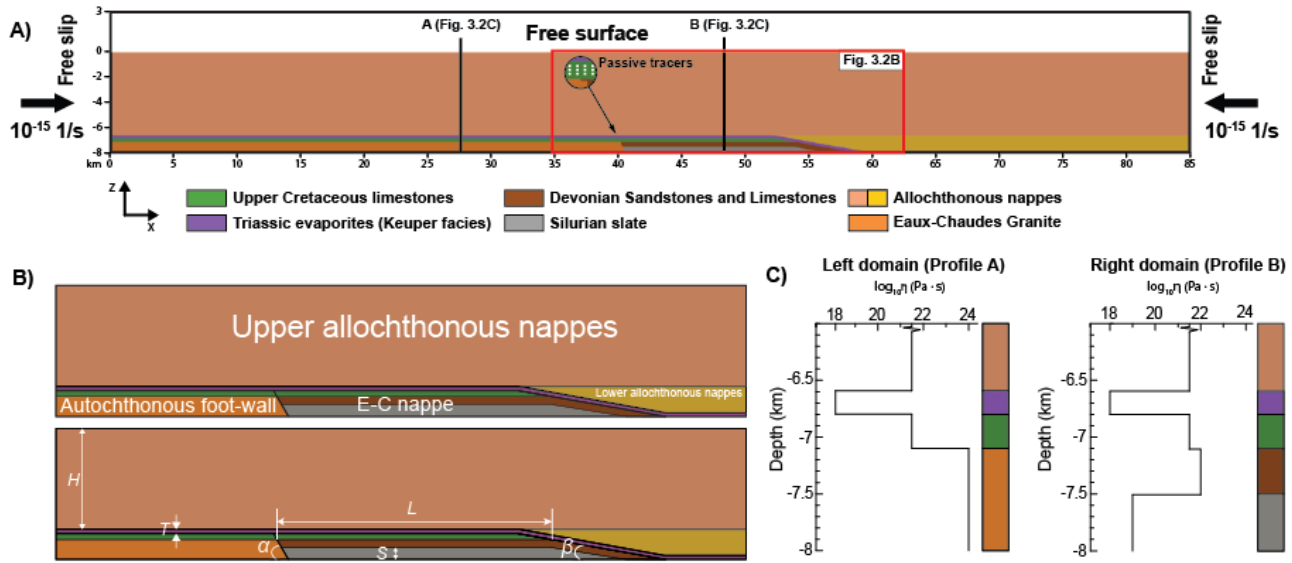 A)
3
0
-2
-4
-6
-8
Free slip
10-15 1/s
A (Fig. 3.2C)
Free surface
B (Fig. 3.2C)
Passive tracers
Fig. 3.2B
Free slip
10-15 1/s
km 0 5 10 15 20 25 30 35 40 45 50 55 60 65 70 75 80 85
Z
X
Upper Cretaceous limestones
Devonian Sandstones and Limestones
Allochthonous nappes
Triassic evaporites (Keuper facies)
Silurian slate
Eaux-Chaudes Granite
B)
Upper allochthonous nappes
Lower allochthonous nappes
Autochthonous foot-wall
E-C nappe
H
L
T
α
S
β
C)
Left domain (Profile A)
log10η (Pa · s)
18 20 22 24
Depth (km)
-6.5
-7
-7.5
-8
Right domain (Profile B)
log10η (Pa · s)
18 20 22 24
Depth (km)
-6.5
-7
-7.5
-8